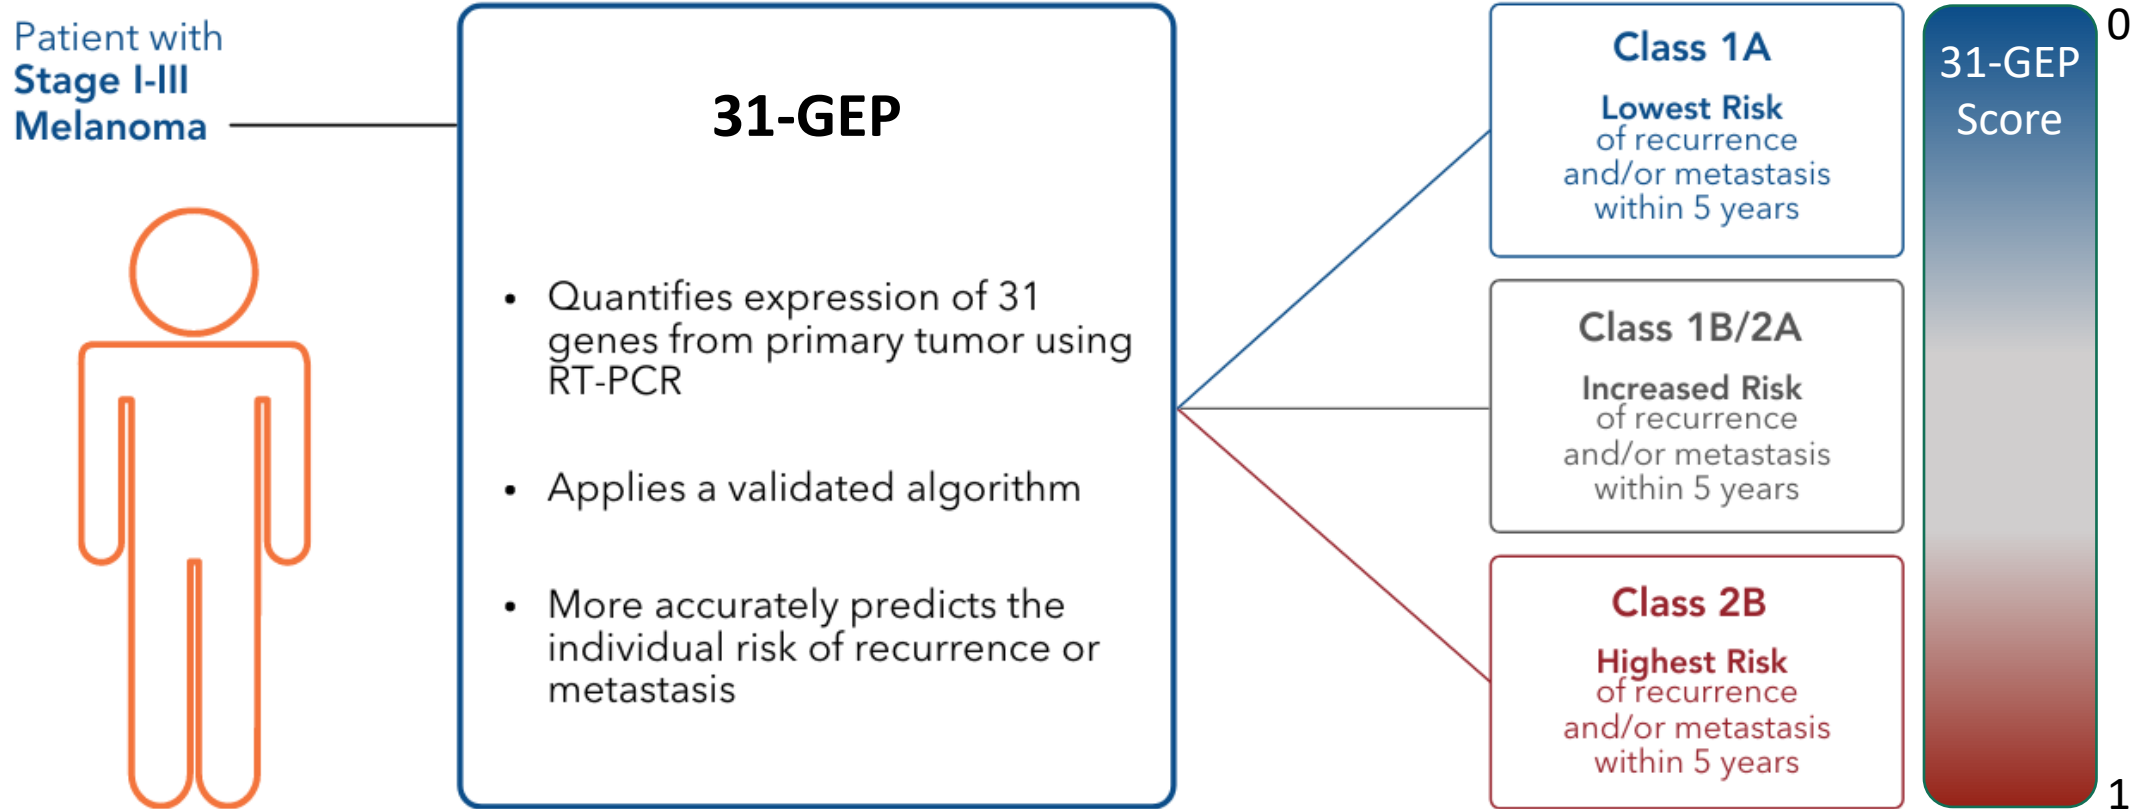 Patient with
Stage I-III
Melanoma
31-GEP
• Quantifies expression of 31
genes from primary tumor using
RT-PCR
• Applies a validated algorithm
• More accurately predicts the
individual risk of recurrence or
metastasis
Class 1A
Lowest Risk
of recurrence
and/or metastasis
within 5 years
Class 1B/2A
Increased Risk
of recurrence
and/or metastasis
within 5 years
Class 2B
Highest Risk
of recurrence
and/or metastasis
within 5 years
31-GEP
Score
0
1